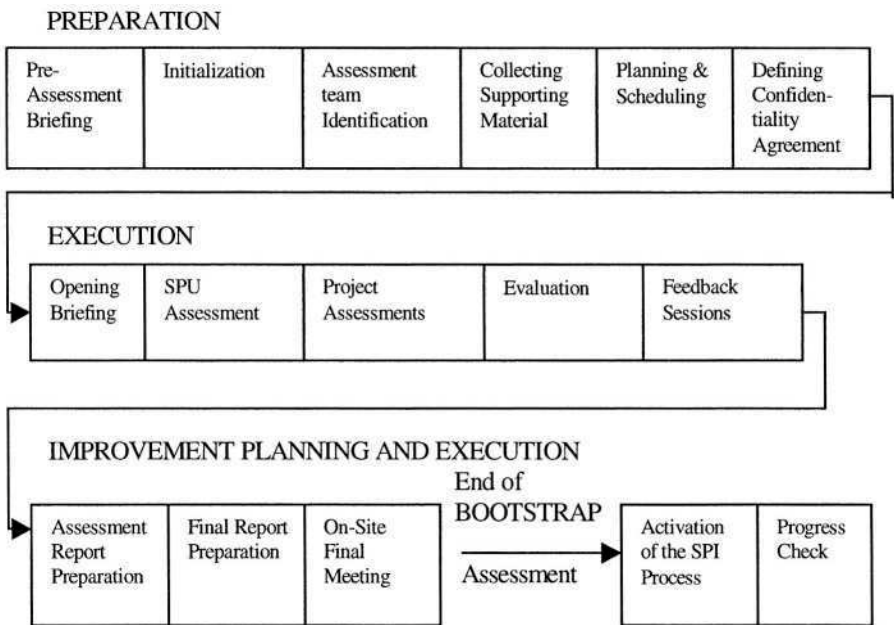 PREPARATION
Pre-
Assessment
Briefing
Initialization
Assessment
team
Identification
Collecting
Supporting
Material
Planning &
Scheduling
Defining
Confiden-
tiality
Agreement
EXECUTION
Opening
Briefing
SPU
Assessment
Project
Assessments
Evaluation
Feedback
Sessions
IMPROVEMENT PLANNING AND EXECUTION
Assessment
Report
Preparation
Final Report
Preparation
On-Site
Final
Meeting
End of
BOOTSTRAP
Assessment
Activation
of the SPI
Process
Progress
Check